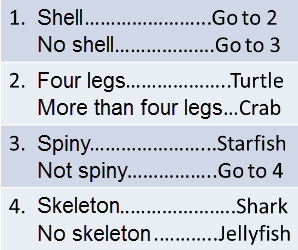 1. Shell.......................Go to 2
No shell..................Go to 3
2. Four legs...................Turtle
More than four legs...Crab
3. Spiny.......................Starfish
Not spiny................Go to 4
4. Skeleton.....................Shark
No skeleton............Jellyfish